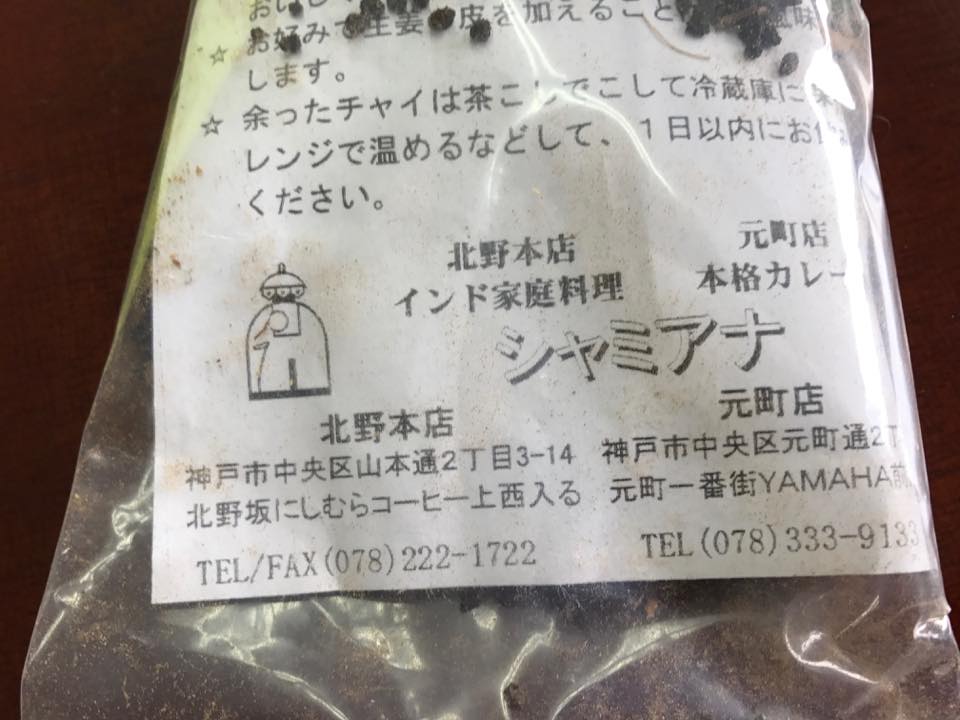 おいし
お好みで生姜の皮を加えること 風味
します。
☆ 余ったチャイは茶こしでこして冷蔵庫に
レンジで温めるなどして、1日以内にお
ください。
北野本店 元町店
インド家庭料理 本格カレー
シャミアナ
北野本店 元町店
神戸市中央区山本通2丁目3-14 神戸市中央区元町通2丁
北野坂にしむらコーヒー上西入る 元町一番街YAMAHA前
TEL/FAX(078)222-1722 TEL(078)333-9133